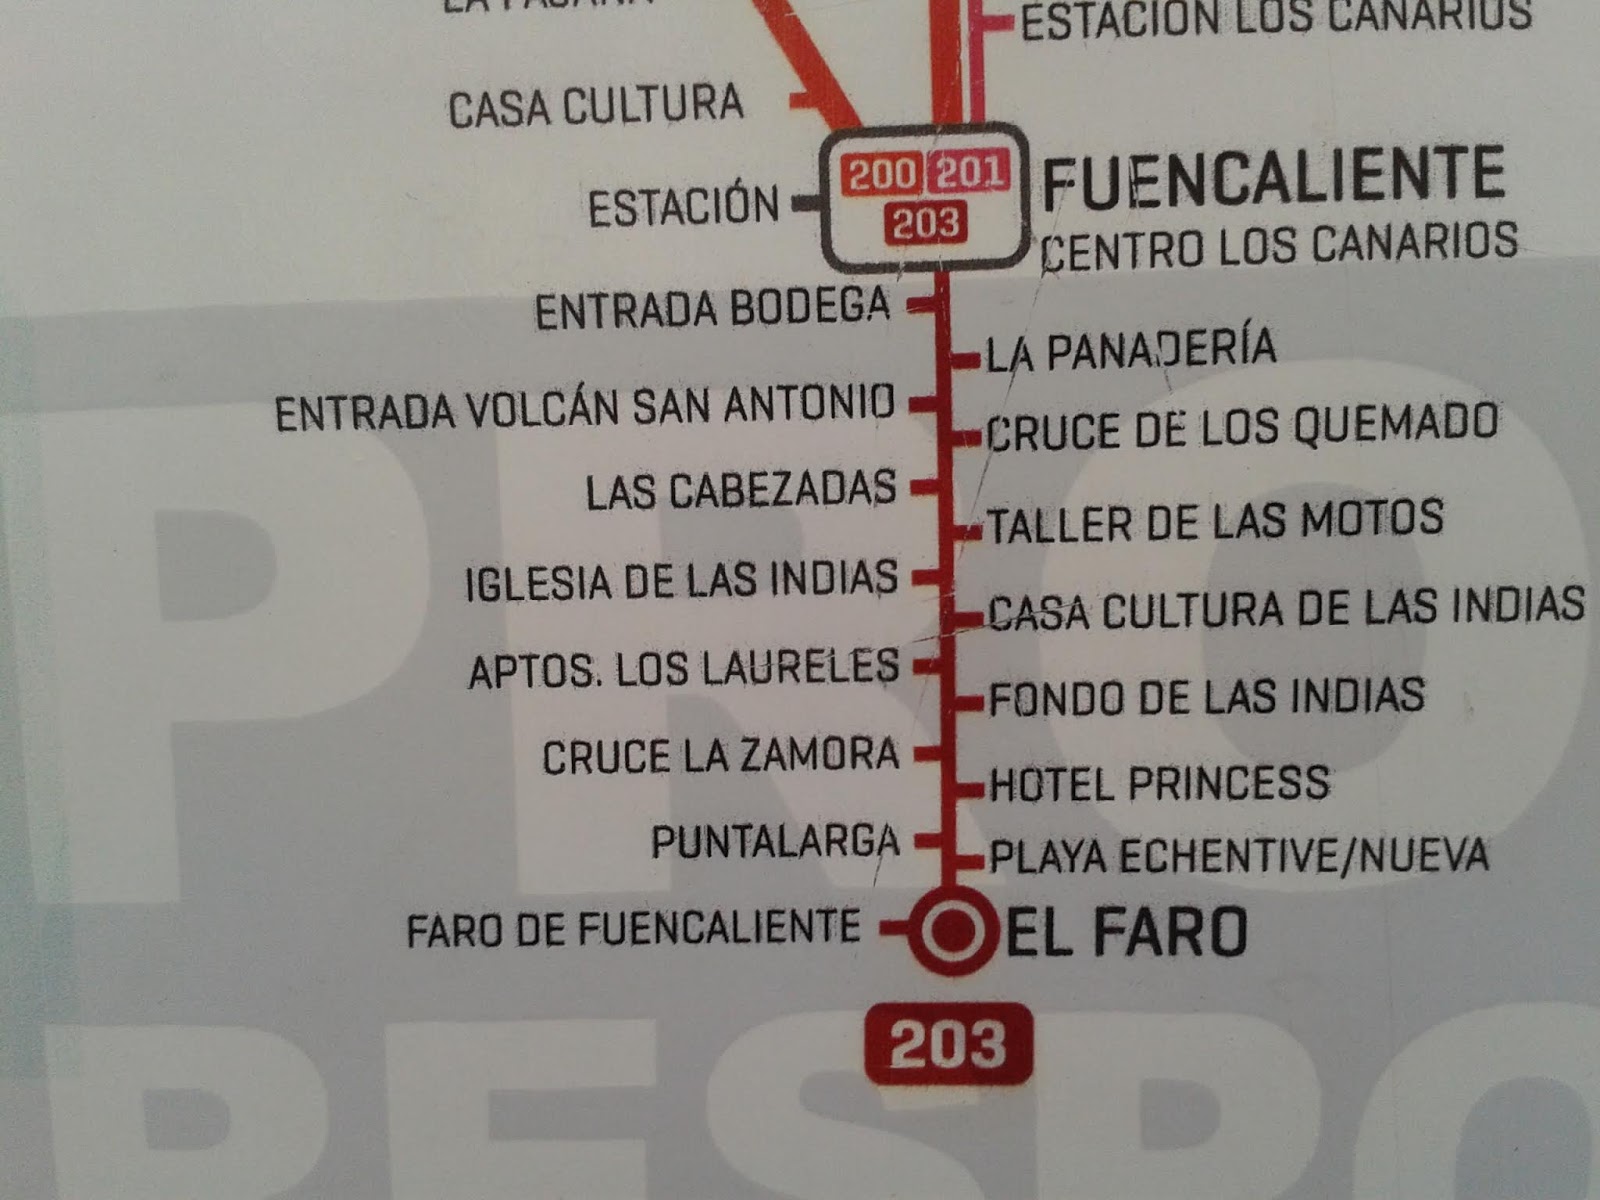 ESTACIÓN LOS CANARIOS
CASA CULTURA
200 201
203
ESTACIÓN
FUENCALIENTE
CENTRO LOS CANARIOS
ENTRADA BODEGA
LA PANADERÍA
ENTRADA VOLCÁN SAN ANTONIO
CRUCE DE LOS QUEMADO
LAS CABEZADAS
TALLER DE LAS MOTOS
IGLESIA DE LAS INDIAS
CASA CULTURA DE LAS INDIAS
APTOS. LOS LAURELES
FONDO DE LAS INDIAS
CRUCE LA ZAMORA
HOTEL PRINCESS
PUNTALARGA
PLAYA ECHENTIVE/NUEVA
FARO DE FUENCALIENTE
EL FARO
203
PRO
RESPO